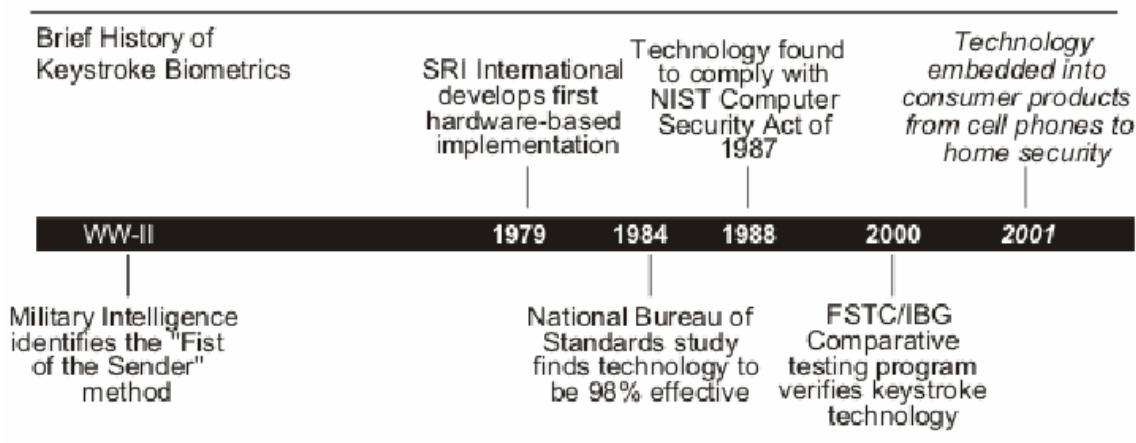 Brief History of
Keystroke Biometrics
SRI International
develops first
hardware-based
implementation
Technology found
to comply with
NIST Computer
Security Act of
1987
Technology
embedded into
consumer products
from cell phones to
home security
WW-II
1979
1984
1988
2000
2001
Military Intelligence
identifies the "Fist
of the Sender"
method
National Bureau of
Standards study
finds technology to
be 98% effective
FSTC/IBG
Comparative
testing program
verifies keystroke
technology